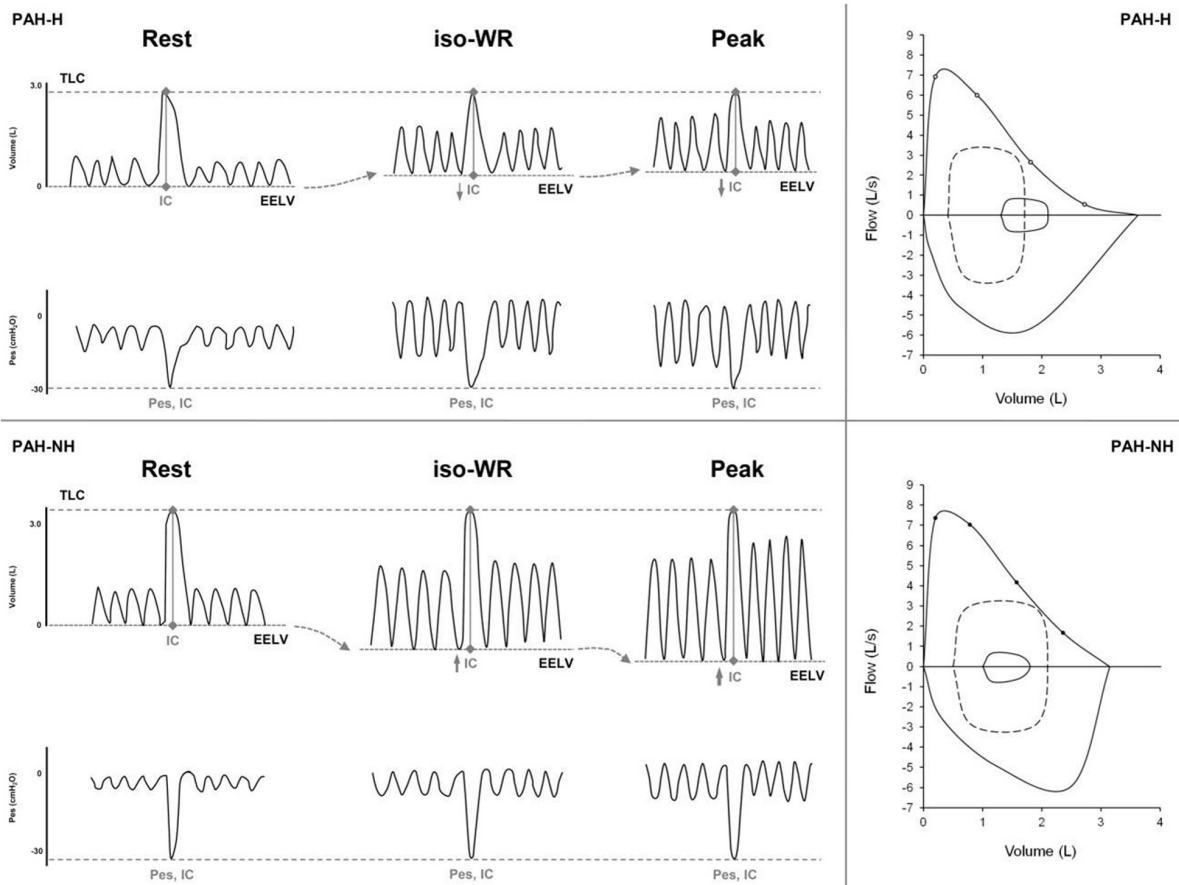 PAH-H
Rest iso-WR Peak
TLC
3.0
Volume (L)
0
IC EELV IC EELV IC EELV
0
Pes (cmH₂O)
-30
Pes, IC Pes, IC Pes, IC
PAH-H
9
8
7
6
5
4
3
2
1
0
-1
-2
-3
-4
-5
-6
-7
Flow (L/s)
0 1 2 3 4
Volume (L)
PAH-NH
Rest iso-WR Peak
TLC
3.0
Volume (L)
0
IC EELV IC EELV IC EELV
0
Pes (cmH₂O)
-30
Pes, IC Pes, IC Pes, IC
PAH-NH
9
8
7
6
5
4
3
2
1
0
-1
-2
-3
-4
-5
-6
-7
Flow (L/s)
0 1 2 3 4
Volume (L)